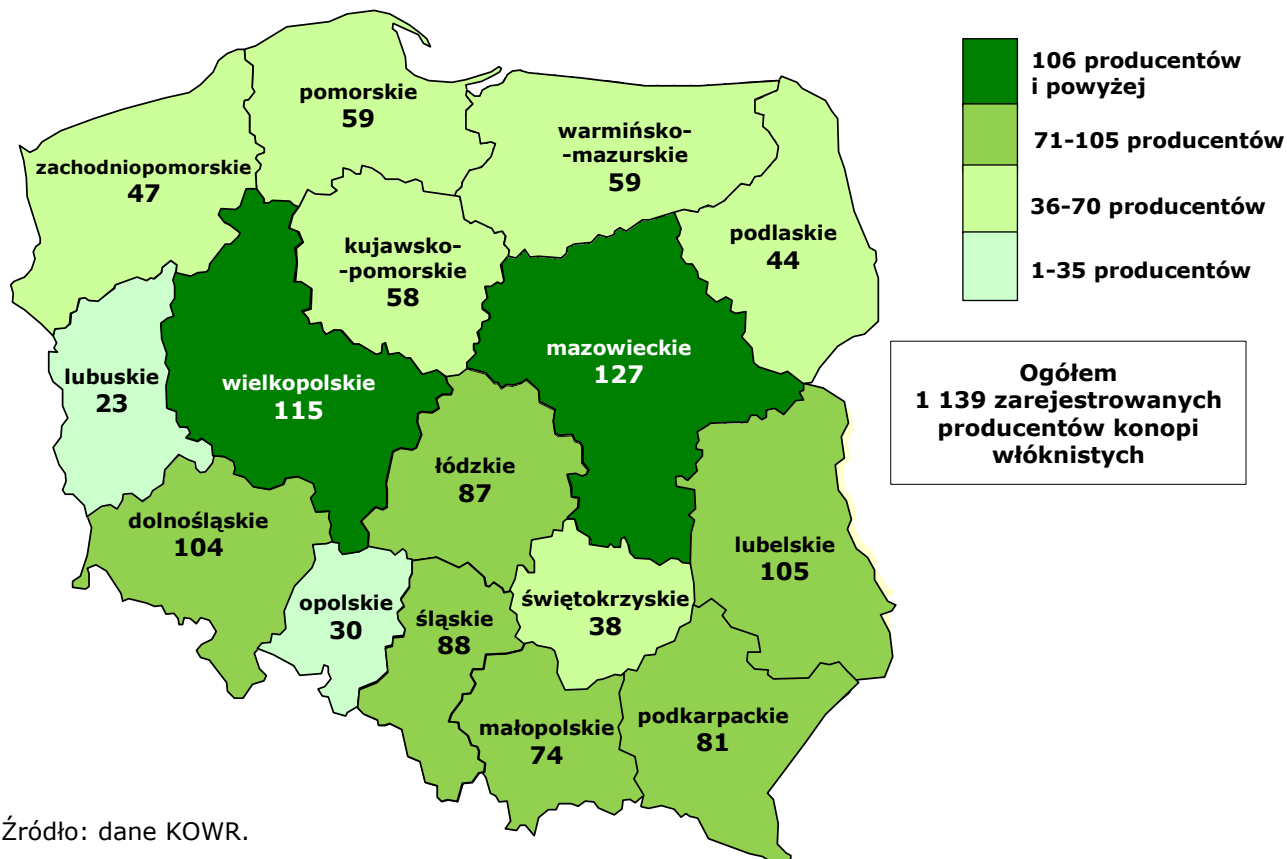 pomorskie
59
warmińsko-
-mazurskie
59
zachodniopomorskie
47
podlaskie
44
kujawsko-
-pomorskie
58
mazowieckie
127
lubuskie
23
wielkopolskie
115
łódzkie
87
dolnośląskie
104
lubelskie
105
opolskie
30
śląskie
88
świętokrzyskie
38
małopolskie
74
podkarpackie
81
106 producentów
i powyżej
71-105 producentów
36-70 producentów
1-35 producentów
Ogółem
1 139 zarejestrowanych
producentów konopi
włóknistych
Źródło: dane KOWR.